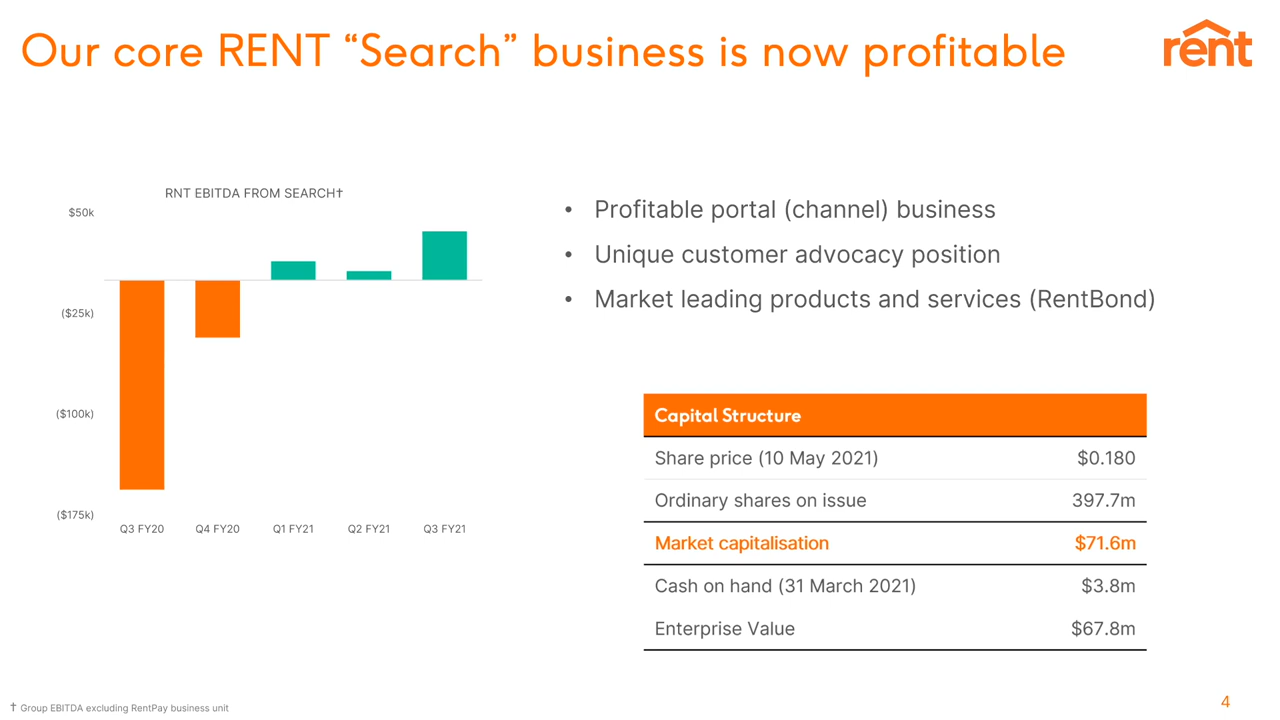 Our core RENT “Search” business is now profitable
rent
RNT EBITDA FROM SEARCH†
$50k
($25k)
($100k)
($175k)
Q3 FY20 Q4 FY20 Q1 FY21 Q2 FY21 Q3 FY21
• Profitable portal (channel) business
• Unique customer advocacy position
• Market leading products and services (RentBond)
Capital Structure
Share price (10 May 2021) $0.180
Ordinary shares on issue 397.7m
Market capitalisation $71.6m
Cash on hand (31 March 2021) $3.8m
Enterprise Value $67.8m
† Group EBITDA excluding RentPay business unit
4